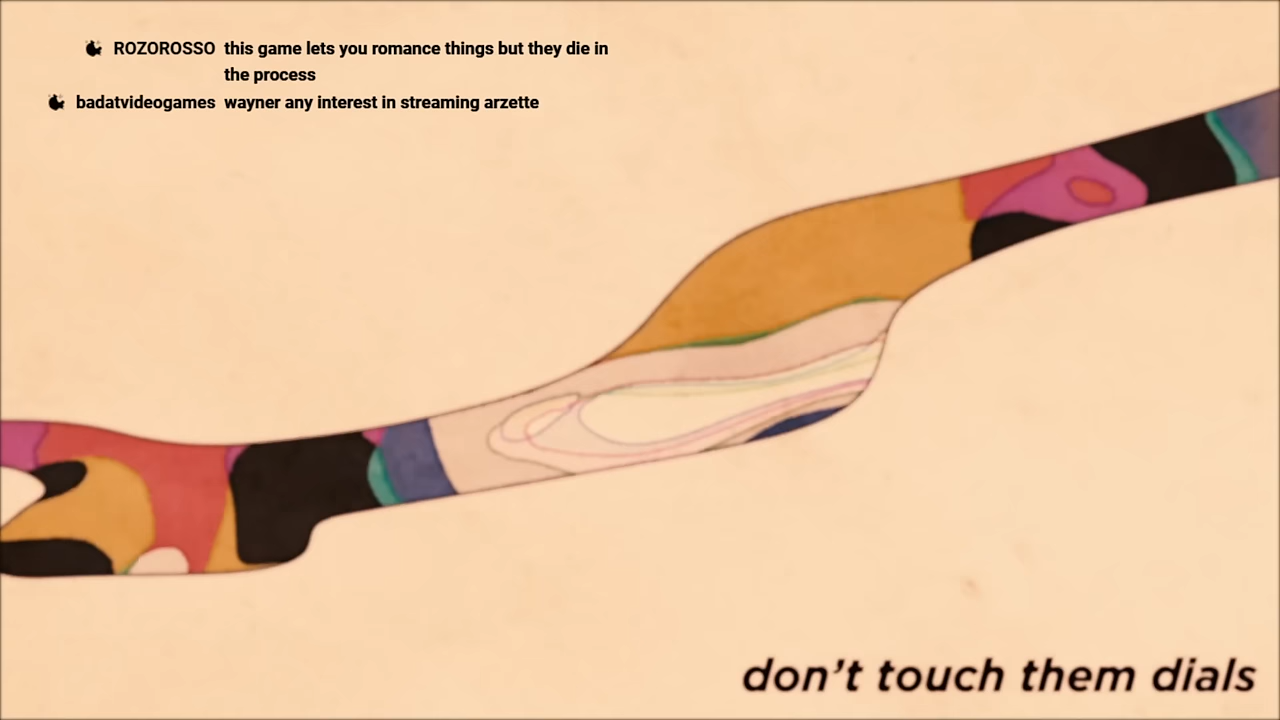 ROZOROSSO this game lets you romance things but they die in
the process
badatvideogames wayner any interest in streaming arzette
don't touch them dials